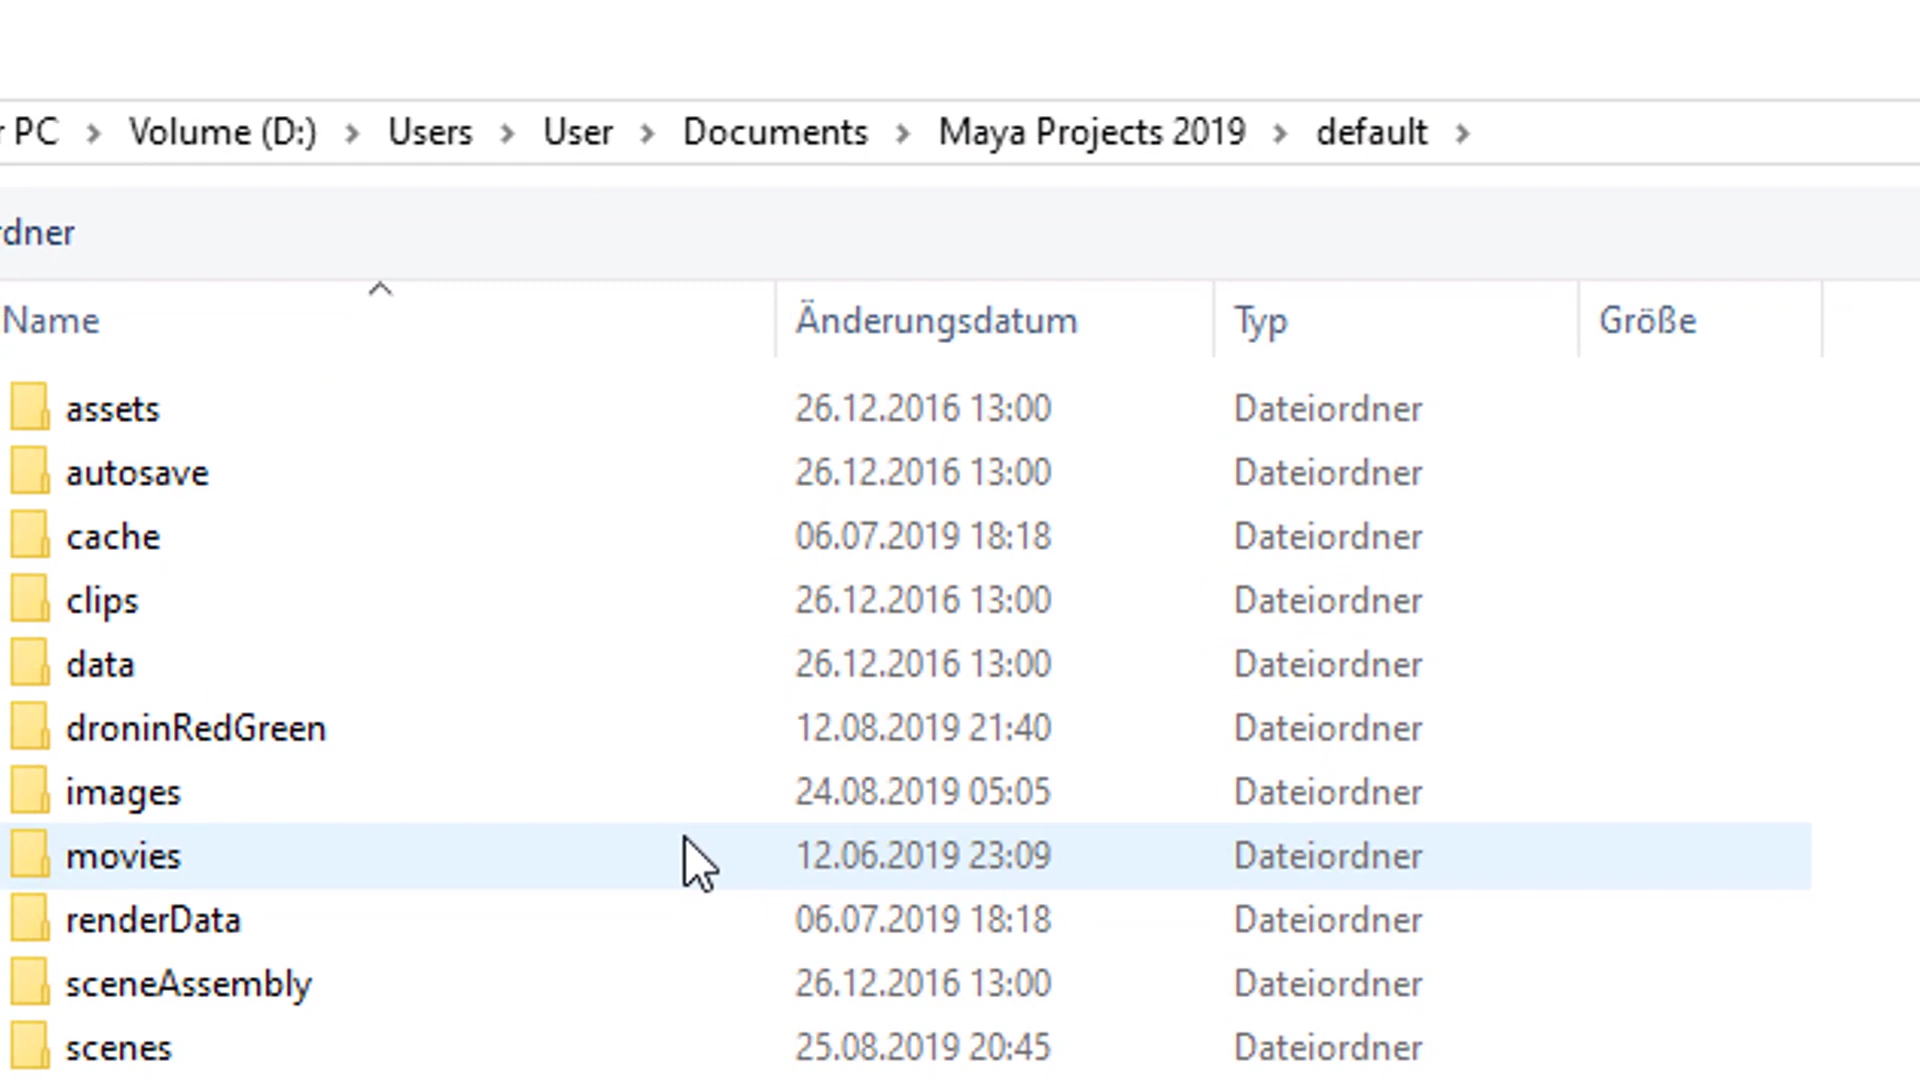 r PC > Volume (D:) > Users > User > Documents > Maya Projects 2019 > default >
rdner
Name Änderungsdatum Typ Größe
assets 26.12.2016 13:00 Dateiordner
autosave 26.12.2016 13:00 Dateiordner
cache 06.07.2019 18:18 Dateiordner
clips 26.12.2016 13:00 Dateiordner
data 26.12.2016 13:00 Dateiordner
droninRedGreen 12.08.2019 21:40 Dateiordner
images 24.08.2019 05:05 Dateiordner
movies 12.06.2019 23:09 Dateiordner
renderData 06.07.2019 18:18 Dateiordner
sceneAssembly 26.12.2016 13:00 Dateiordner
scenes 25.08.2019 20:45 Dateiordner